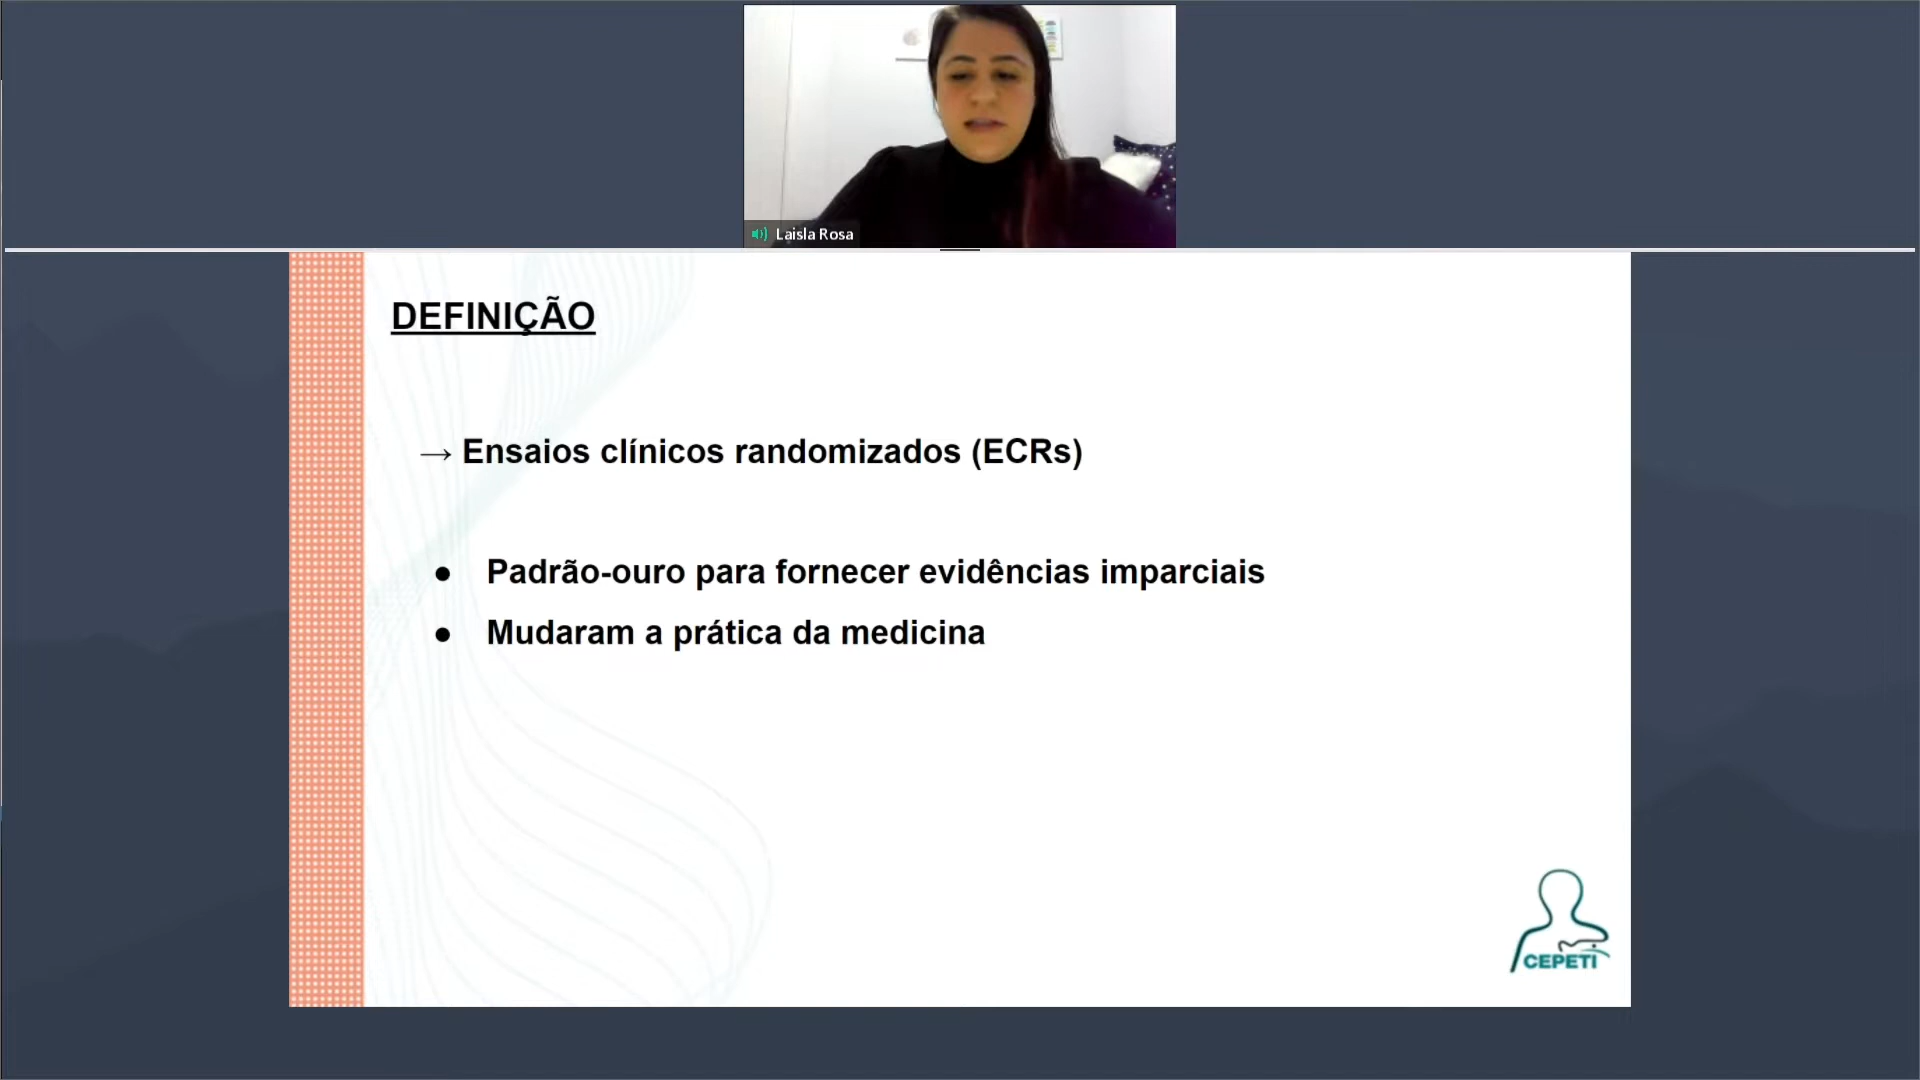 Laisla Rosa
DEFINIÇÃO
→ Ensaios clínicos randomizados (ECRs)
● Padrão-ouro para fornecer evidências imparciais
● Mudaram a prática da medicina
CEPETI